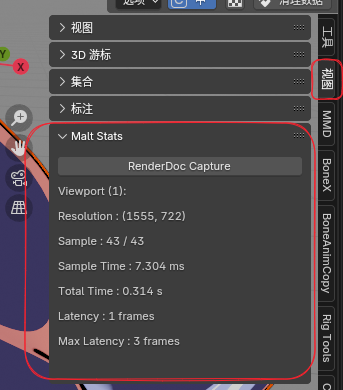 选项
中
清理数据
视图
3D 游标
集合
标注
Malt Stats
RenderDoc Capture
Viewport (1):
Resolution : (1555, 722)
Sample : 43 / 43
Sample Time : 7.304 ms
Total Time : 0.314 s
Latency : 1 frames
Max Latency : 3 frames
Y
X
工具
视图
MMD
BoneX
BoneAnimCopy
Rig Tools